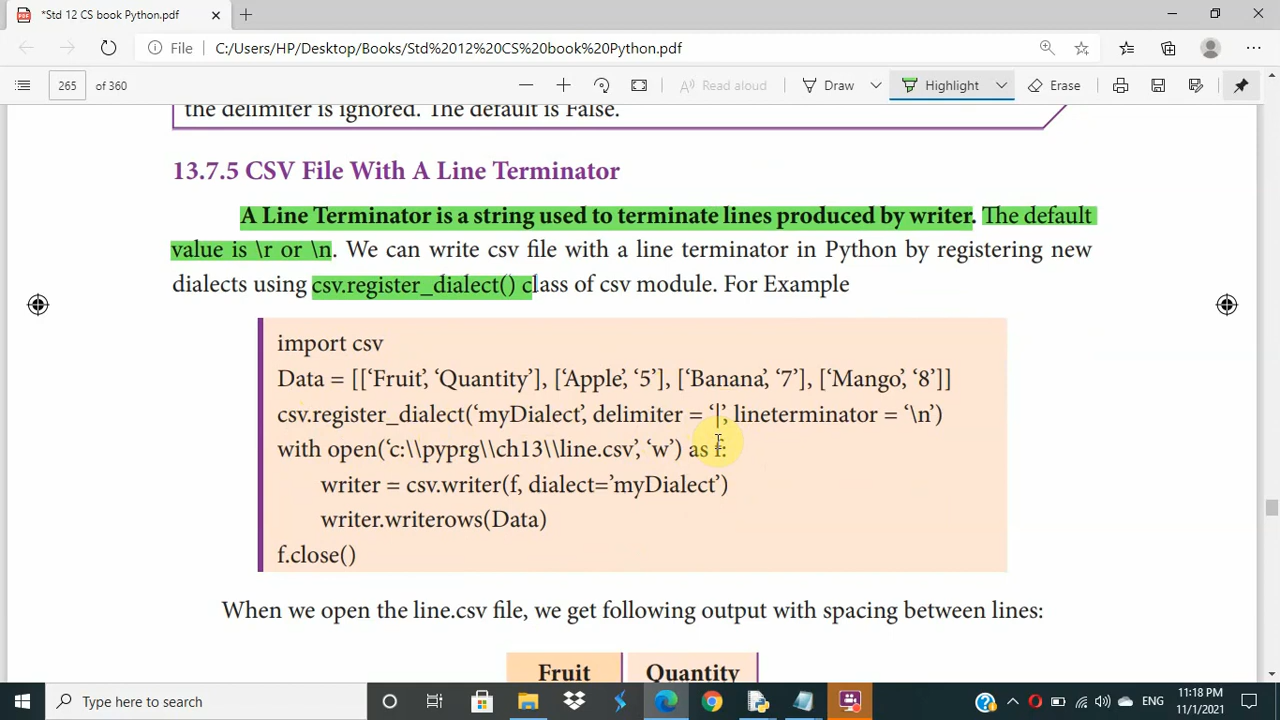 *Std 12 CS book Python.pdf
File C:/Users/HP/Desktop/Books/Std%2012%20CS%20book%20Python.pdf
265 of 360 Read aloud Draw Highlight Erase
the delimiter is ignored. The default is False.
13.7.5 CSV File With A Line Terminator
A Line Terminator is a string used to terminate lines produced by writer. The default
value is \r or \n. We can write csv file with a line terminator in Python by registering new
dialects using csv.register_dialect() class of csv module. For Example
import csv
Data = [[‘Fruit’, ‘Quantity’], [‘Apple’, ‘5’], [‘Banana’, ‘7’], [‘Mango’, ‘8’]]
csv.register_dialect(‘myDialect’, delimiter = ‘|’, lineterminator = ‘\n’)
with open(‘c:\\pyprg\\ch13\\line.csv’, ‘w’) as f:
writer = csv.writer(f, dialect=’myDialect’)
writer.writerows(Data)
f.close()
When we open the line.csv file, we get following output with spacing between lines:
Fruit Quantity
Type here to search
ENG
11:18 PM
11/1/2021